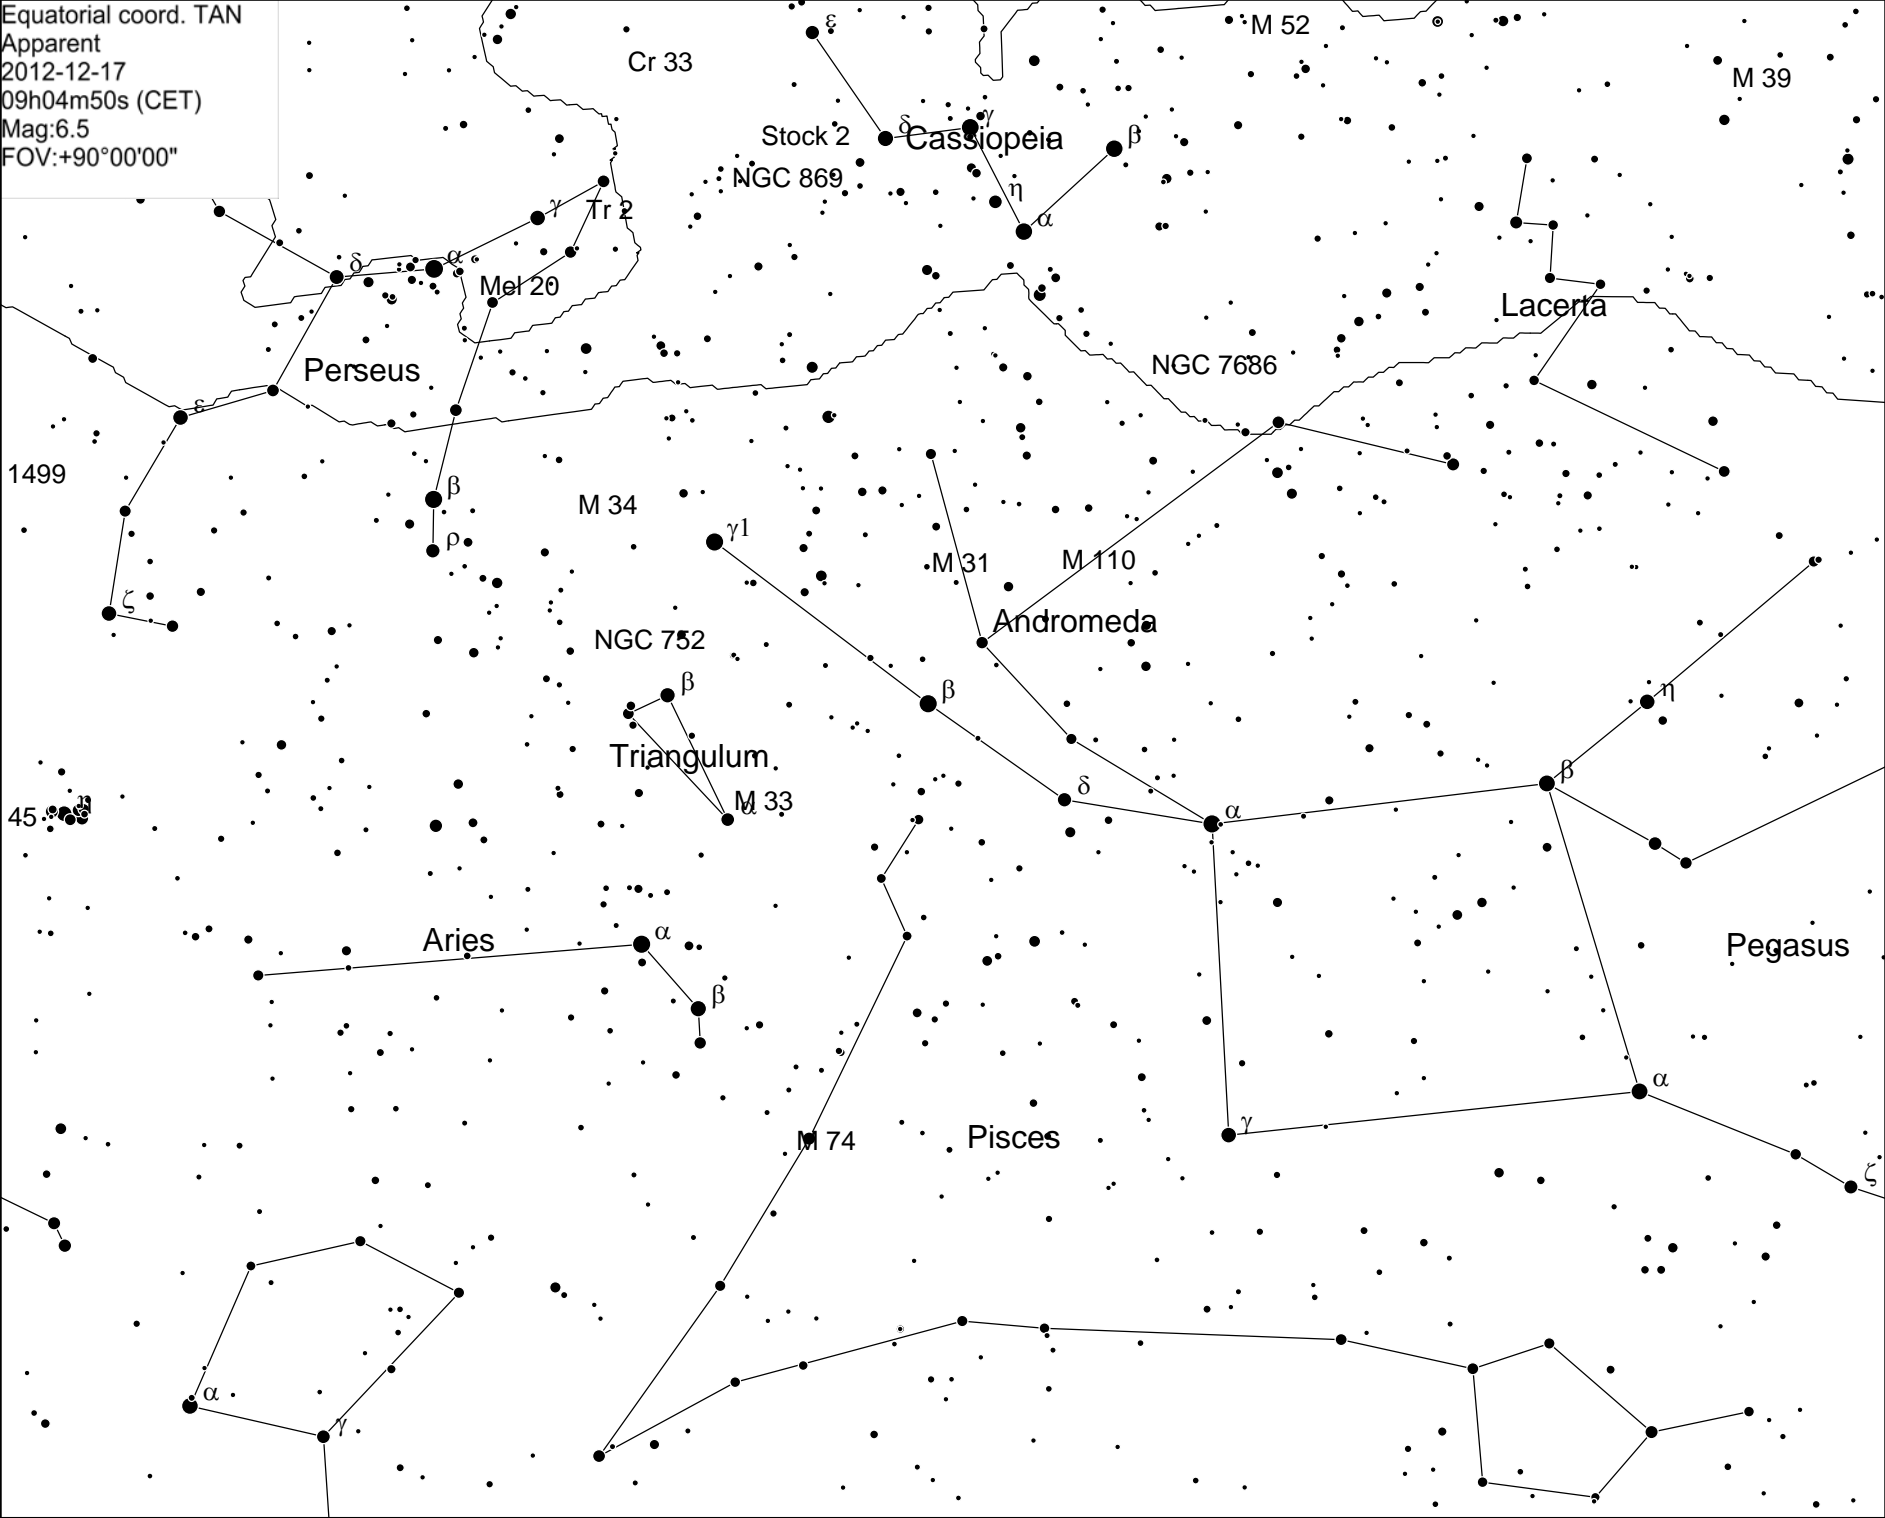 Equatorial coord. TAN
Apparent
2012-12-17
09h04m50s (CET)
Mag:6.5
FOV:+90°00'00"
ε
M 52
Cr 33
M 39
γ
δ
Stock 2
Cassiopeia
β
NGC 869
η
γ
Tr 2
α
δ
α
Mel 20
Lacerta
Perseus
NGC 7686
ε
1499
β
M 34
γ1
ρ
M 31
M 110
ζ
Andromeda
NGC 752
β
β
η
Triangulum
β
δ
M 33
α
α
η
45
Aries
α
Pegasus
β
α
γ
Pisces
M 74
ζ
α
γ